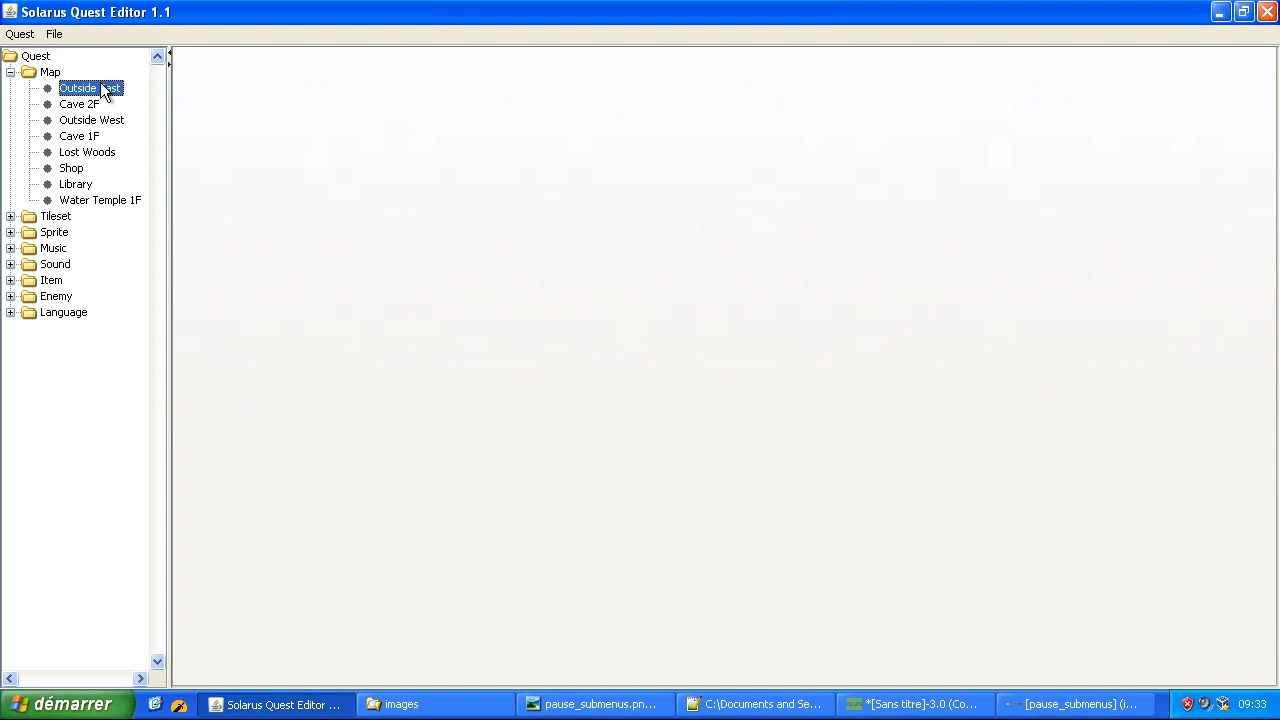 Solarus Quest Editor 1.1
Quest File
Quest
Map
Outside
Cave 2F
Outside West
Cave 1F
Lost Woods
Shop
Library
Water Temple 1F
Tileset
Sprite
Music
Sound
Item
Enemy
Language
démarrer
Solarus Quest Editor ...
images
pause_submenus.pn...
C:\Documents and Se...
*[Sans titre]-3.0 (Co...
[pause_submenus] (i...
09:33